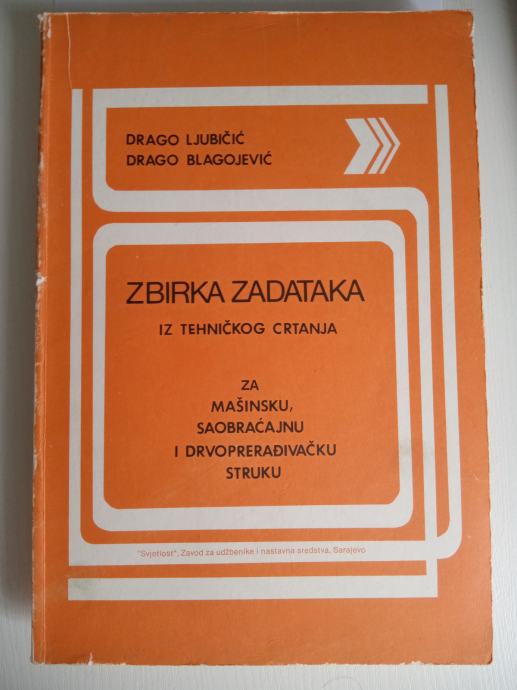 DRAGO LJUBIČIĆ
DRAGO BLAGOJEVIĆ
ZBIRKA ZADATAKA
IZ TEHNIČKOG CRTANJA
ZA
MAŠINSKU,
SAOBRAĆAJNU
I DRVOPRERAĐIVAČKU
STRUKU
"Svjetlost", Zavod za udžbenike i nastavna sredstva, Sarajevo